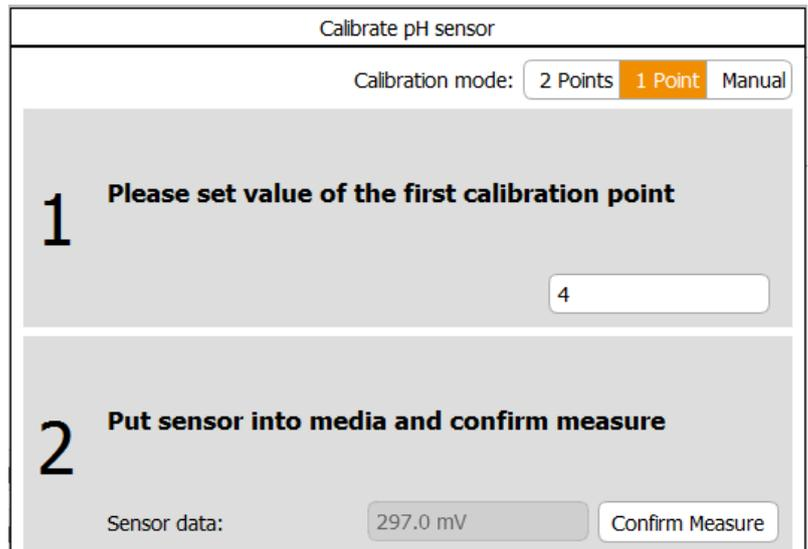 Calibrate pH sensor
Calibration mode: 2 Points 1 Point Manual
1 Please set value of the first calibration point
4
2 Put sensor into media and confirm measure
Sensor data: 297.0 mV Confirm Measure